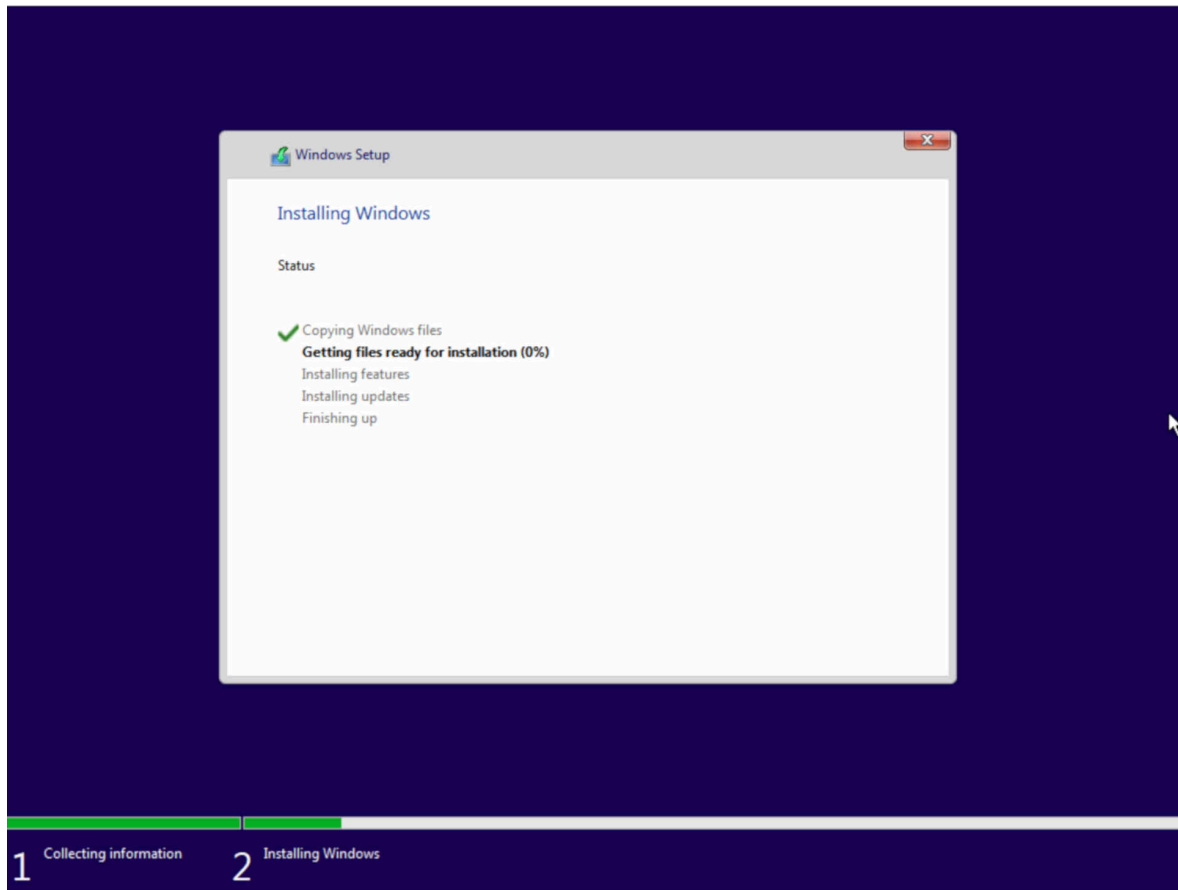 Windows Setup
Installing Windows
Status
Copying Windows files
Getting files ready for installation (0%)
Installing features
Installing updates
Finishing up
1 Collecting information 2 Installing Windows